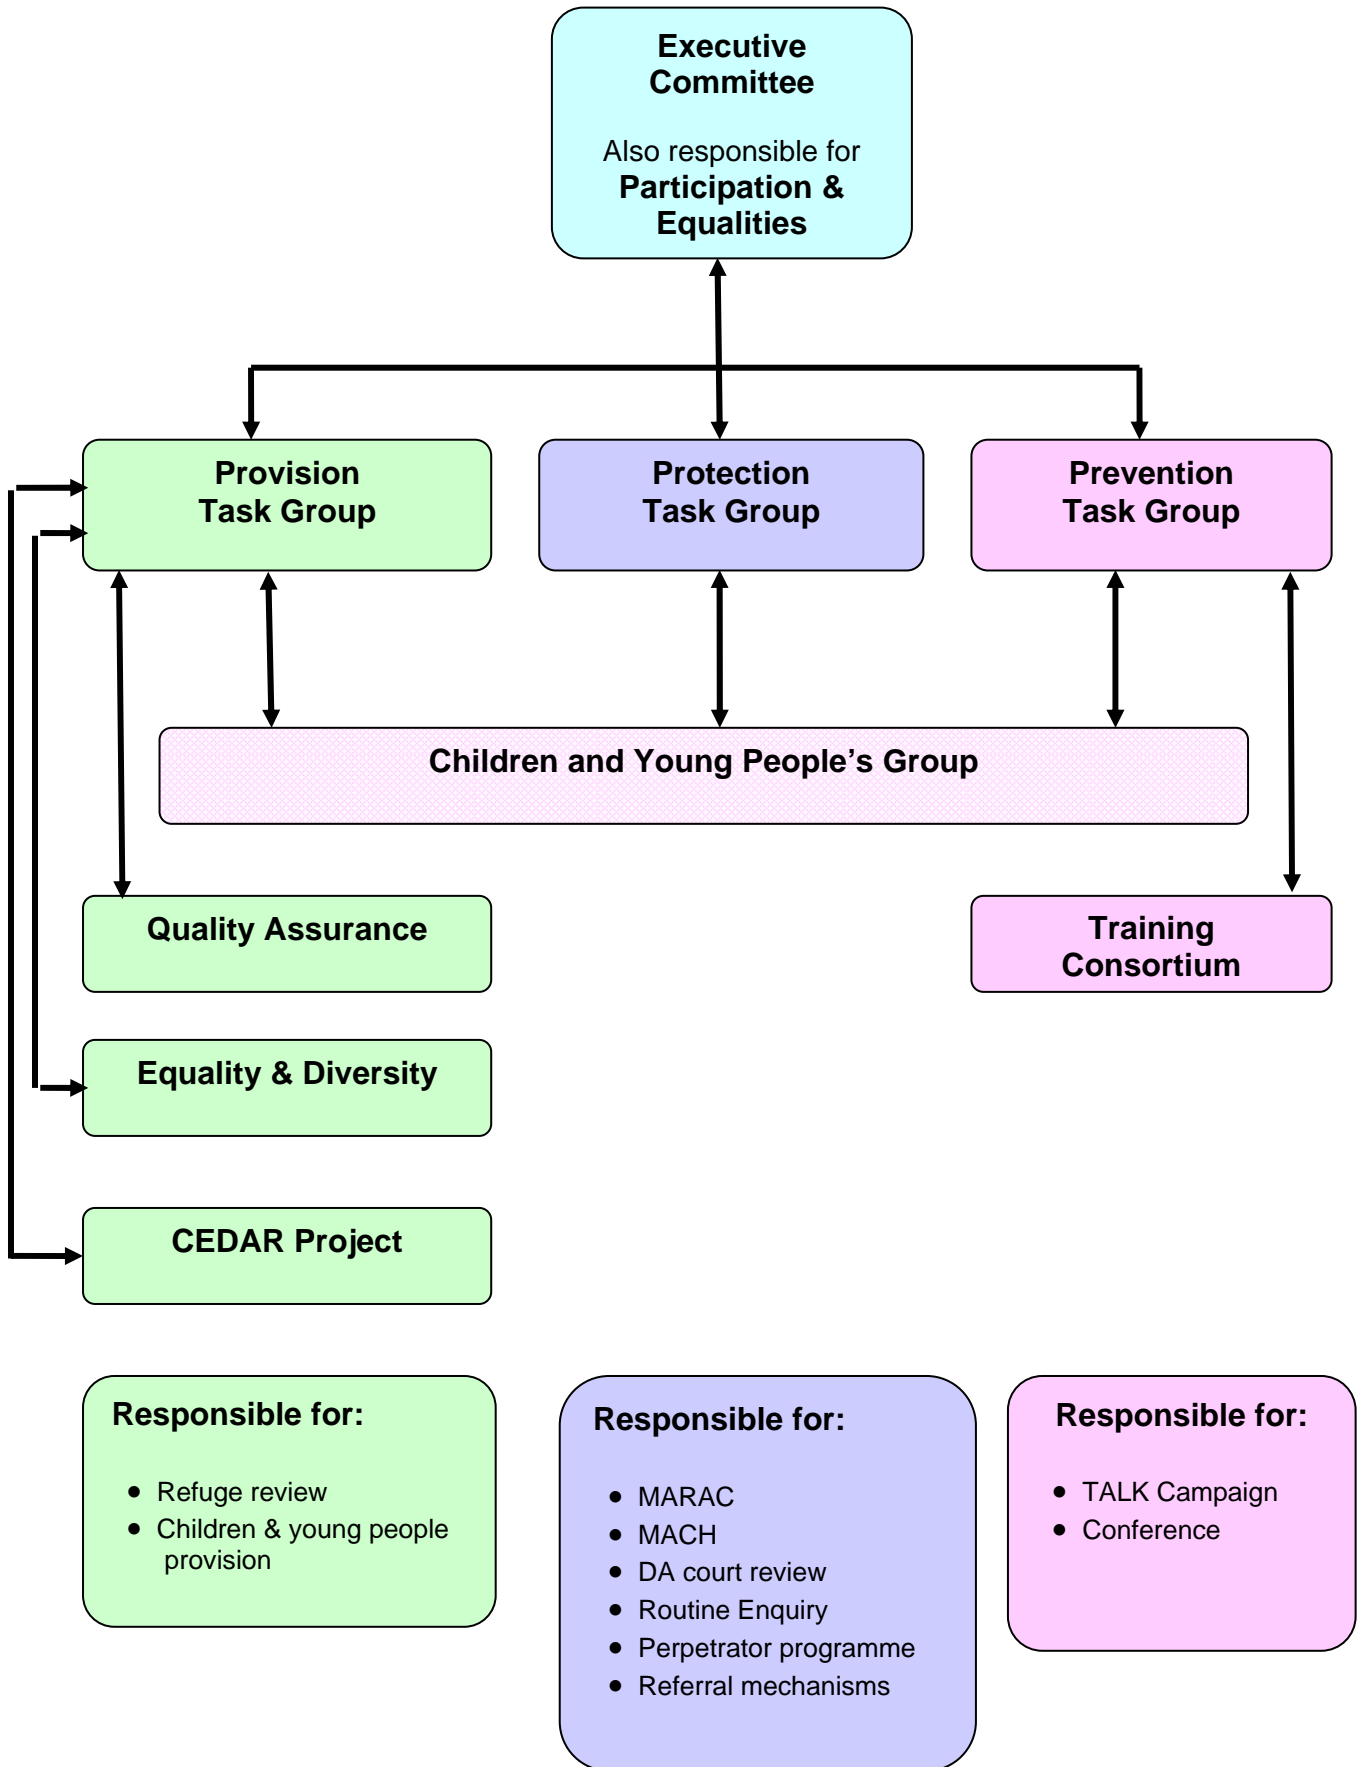 Executive
Committee
Also responsible for
Participation &
Equalities
Provision
Task Group
Protection
Task Group
Prevention
Task Group
Children and Young People’s Group
Quality Assurance
Training
Consortium
Equality & Diversity
CEDAR Project
Responsible for:
• Refuge review
• Children & young people
provision
Responsible for:
• MARAC
• MACH
• DA court review
• Routine Enquiry
• Perpetrator programme
• Referral mechanisms
Responsible for:
• TALK Campaign
• Conference